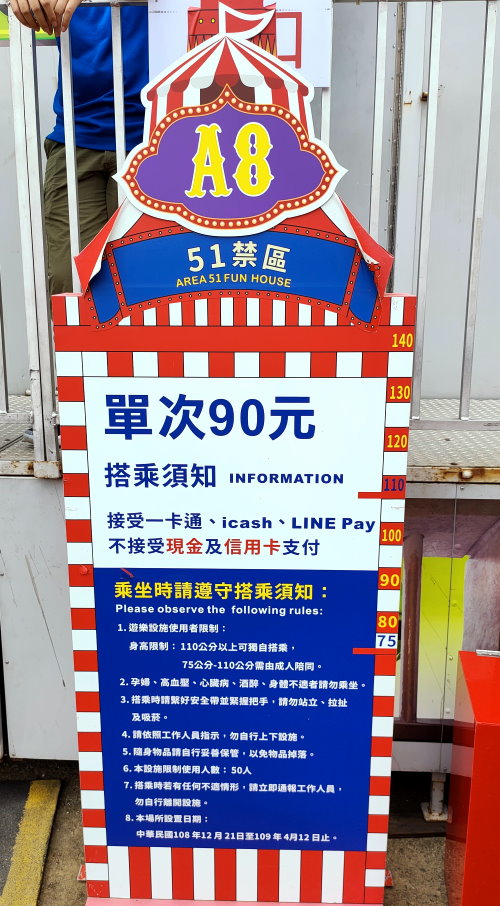 A8
51禁區
AREA 51 FUN HOUSE
140
130
120
110
100
90
80
75
單次90元
搭乘須知 INFORMATION
接受一卡通、icash、LINE Pay
不接受現金及信用卡支付
乘坐時請遵守搭乘須知：
Please observe the following rules:
1. 遊樂設施使用者限制：
身高限制： 110公分以上可獨自搭乘，
75公分-110公分需由成人陪同。
2. 孕婦、高血壓、心臟病、酒醉、身體不適者請勿乘坐。
3. 搭乘時請繫好安全帶並緊握把手，請勿站立、拉扯
及吸菸。
4. 請依照工作人員指示，勿自行上下設施。
5. 隨身物品請自行妥善保管，以免物品掉落。
6. 本設施限制使用人數： 50人
7. 搭乘時若有任何不適情形，請立即通報工作人員，
勿自行離開設施。
8. 本場所設置日期：
中華民國108 年12 月 21日至109 年 4月12 日止。